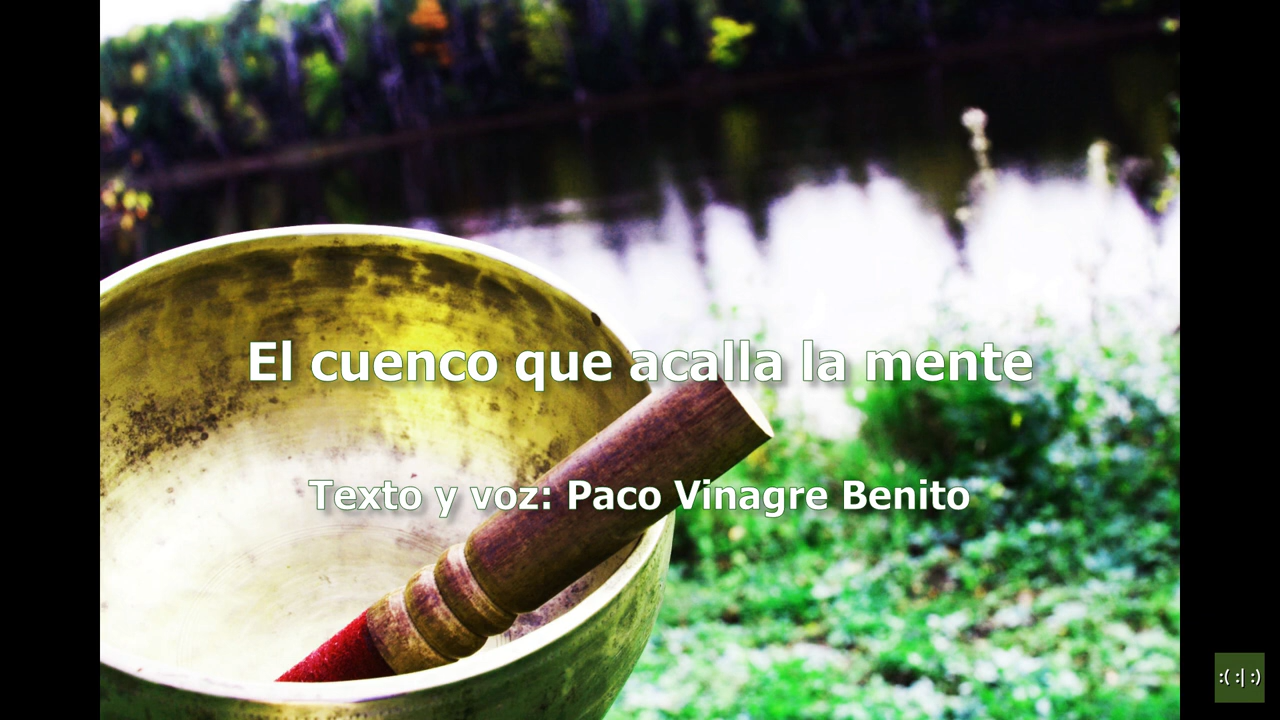 El cuenco que acalla la mente
Texto y voz: Paco Vinagre Benito
:( :| :)